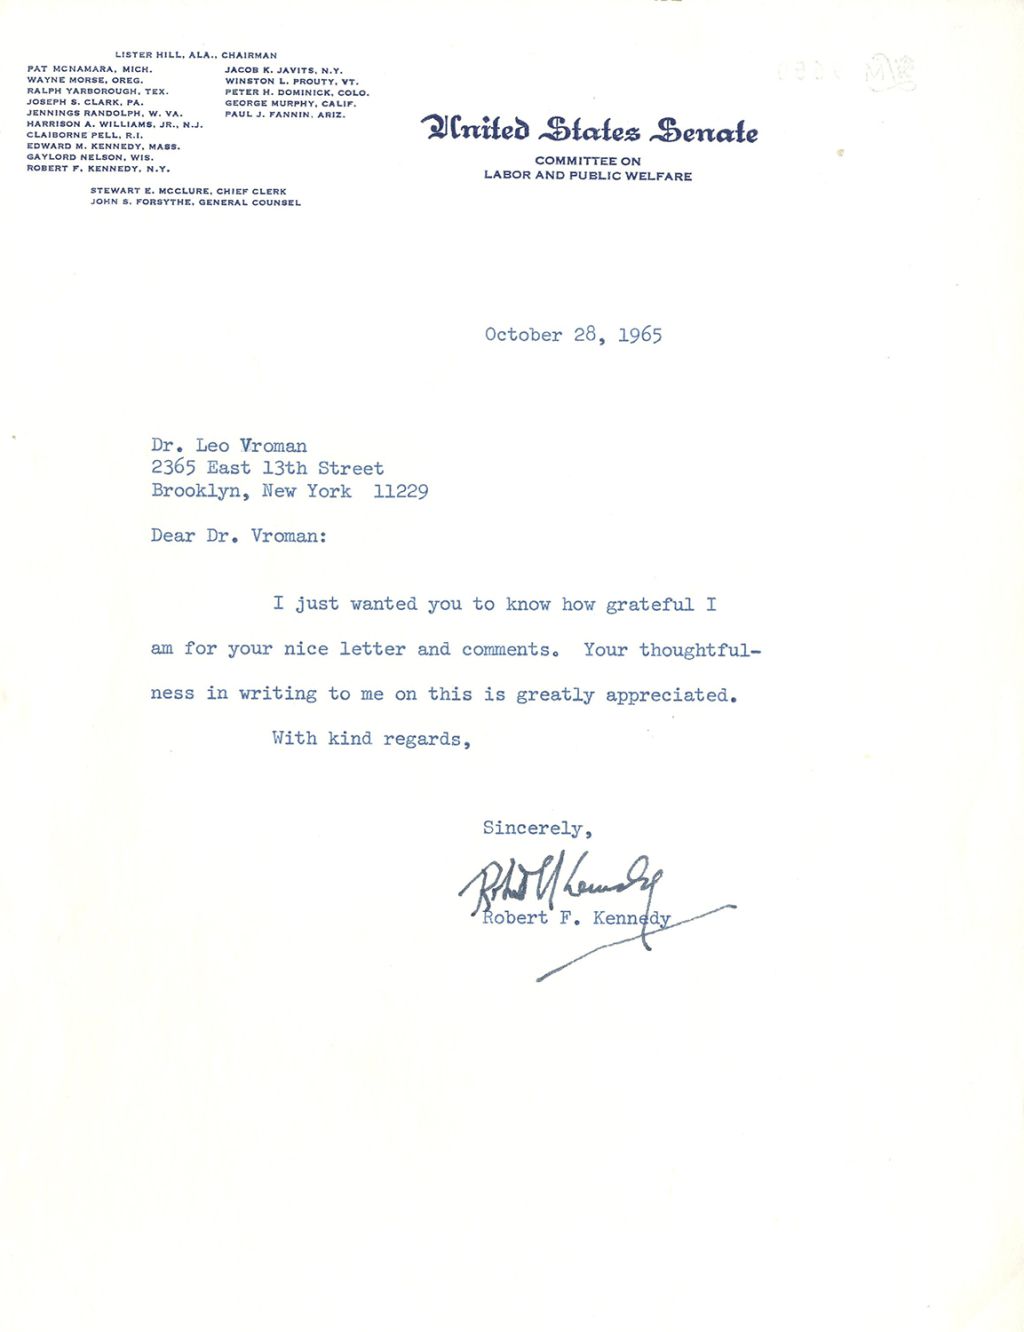 LISTER HILL, ALA., CHAIRMAN
PAT MCNAMARA, MICH.
WAYNE MORSE, OREG.
RALPH YARBOROUGH, TEX.
JOSEPH S. CLARK, PA.
JENNINGS RANDOLPH, W. VA.
HARRISON A. WILLIAMS, JR., N.J.
CLAIBORNE PELL, R.I.
EDWARD M. KENNEDY, MASS.
GAYLORD NELSON, WIS.
ROBERT F. KENNEDY, N.Y.
JACOB K. JAVITS, N.Y.
WINSTON L. PROUTY, VT.
PETER H. DOMINICK, COLO.
GEORGE MURPHY, CALIF.
PAUL J. FANNIN, ARIZ.
STEWART E. MCCLURE, CHIEF CLERK
JOHN S. FORSYTHE, GENERAL COUNSEL
United States Senate
COMMITTEE ON
LABOR AND PUBLIC WELFARE
October 28, 1965
Dr. Leo Vroman
2365 East 13th Street
Brooklyn, New York 11229
Dear Dr. Vroman:
I just wanted you to know how grateful I
am for your nice letter and comments. Your thoughtful-
ness in writing to me on this is greatly appreciated.
With kind regards,
Sincerely,
Robert F Kennedy
Robert F. Kennedy